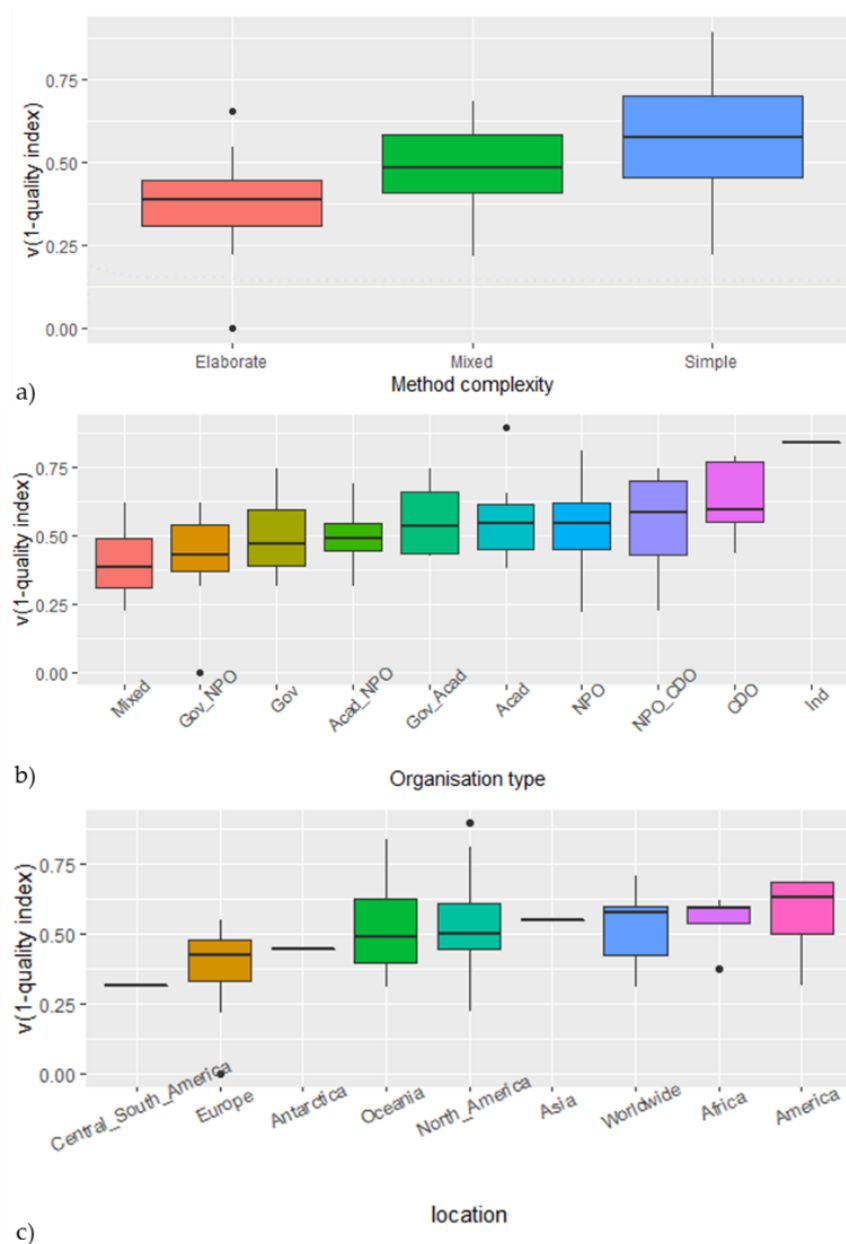 v(1-quality index)
0.75
0.50
0.25
0.00
Elaborate Mixed Simple
Method complexity
a)
v(1-quality index)
0.75
0.50
0.25
0.00
Mixed Gov_NPO Gov Acad_NPO Gov_Acad Acad NPO NPO_CDO CDO Ind
Organisation type
b)
v(1-quality index)
0.75
0.50
0.25
0.00
Central_South_America Europe Antarctica Oceania North_America Asia Worldwide Africa America
location
c)